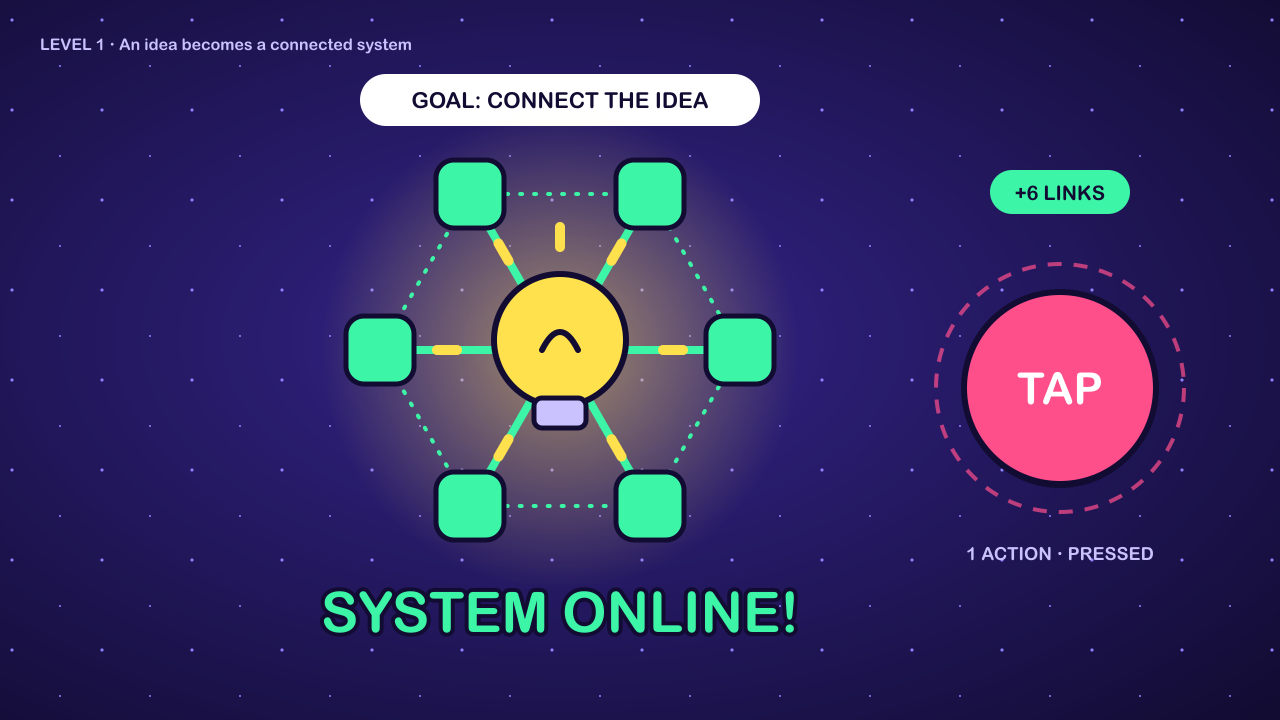 LEVEL 1 · An idea becomes a connected system
GOAL: CONNECT THE IDEA
+6 LINKS
TAP
1 ACTION · PRESSED
SYSTEM ONLINE!